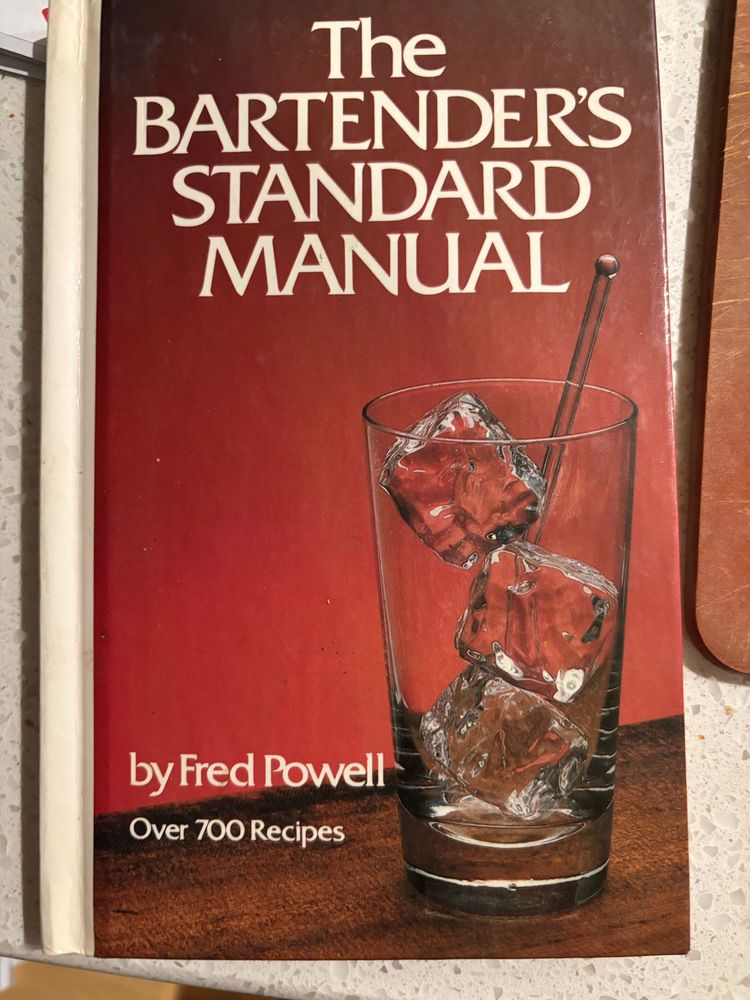 The
BARTENDER'S
STANDARD
MANUAL
by Fred Powell
Over 700 Recipes